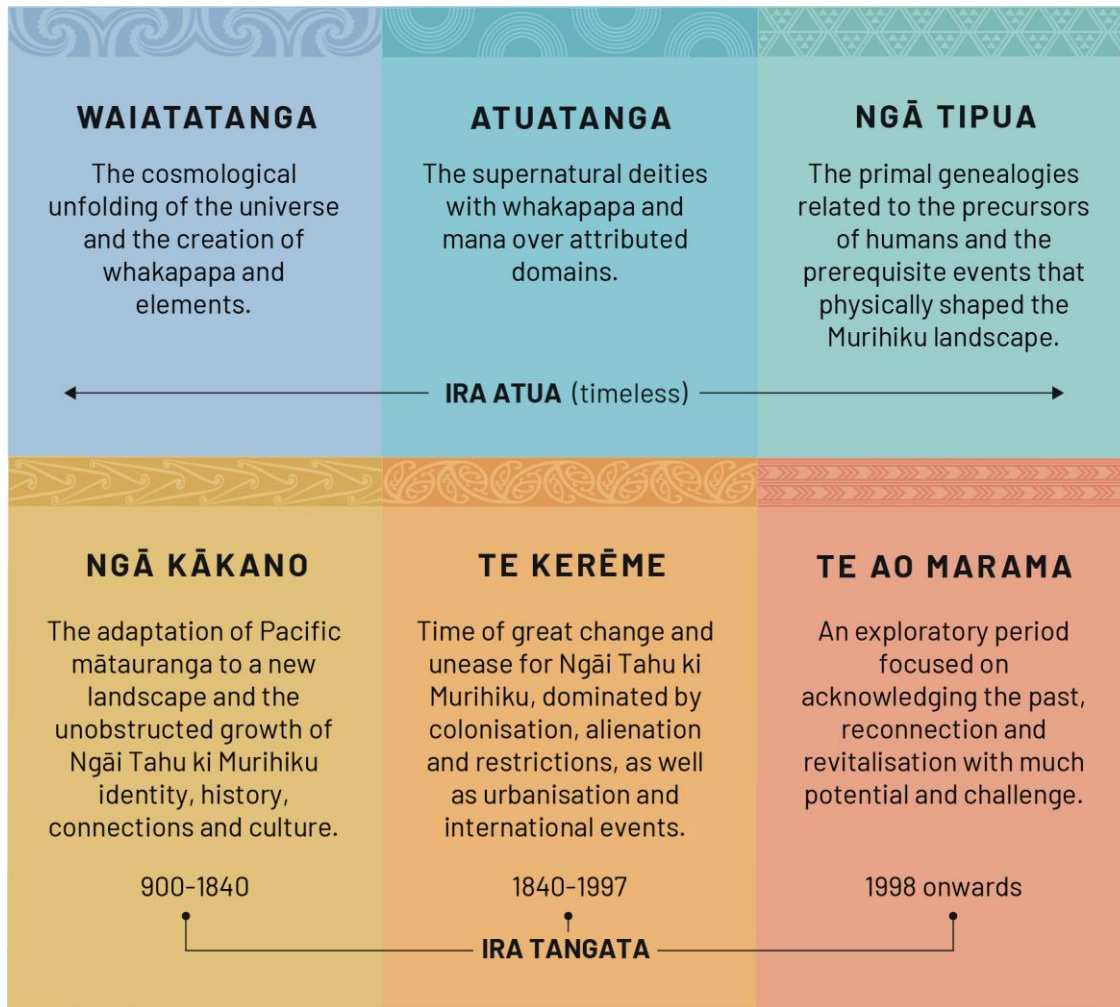 WAIATATANGA
The cosmological
unfolding of the universe
and the creation of
whakapapa and
elements.
ATUATANGA
The supernatural deities
with whakapapa and
mana over attributed
domains.
NGĀ TIPUA
The primal genealogies
related to the precursors
of humans and the
prerequisite events that
physically shaped the
Murihiku landscape.
IRA ATUA (timeless)
NGĀ KĀKANO
The adaptation of Pacific
mātauranga to a new
landscape and the
unobstructed growth of
Ngāi Tahu ki Murihiku
identity, history,
connections and culture.
900-1840
TE KERĒME
Time of great change and
unease for Ngāi Tahu ki
Murihiku, dominated by
colonisation, alienation
and restrictions, as well
as urbanisation and
international events.
1840-1997
TE AO MARAMA
An exploratory period
focused on
acknowledging the past,
reconnection and
revitalisation with much
potential and challenge.
1998 onwards
IRA TANGATA